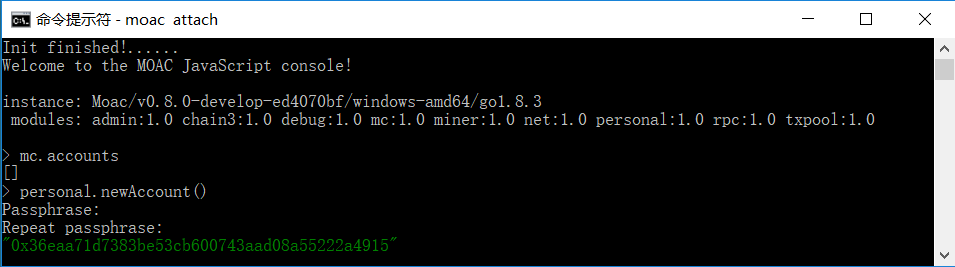 命令提示符 - moac attach
Init finished!......
Welcome to the MOAC JavaScript console!
instance: Moac/v0.8.0-develop-ed4070bf/windows-amd64/go1.8.3
modules: admin:1.0 chain3:1.0 debug:1.0 mc:1.0 miner:1.0 net:1.0 personal:1.0 rpc:1.0 txpool:1.0
> mc.accounts
[]
> personal.newAccount()
Passphrase:
Repeat passphrase:
"0x36eaa71d7383be53cb600743aad08a55222a4915"